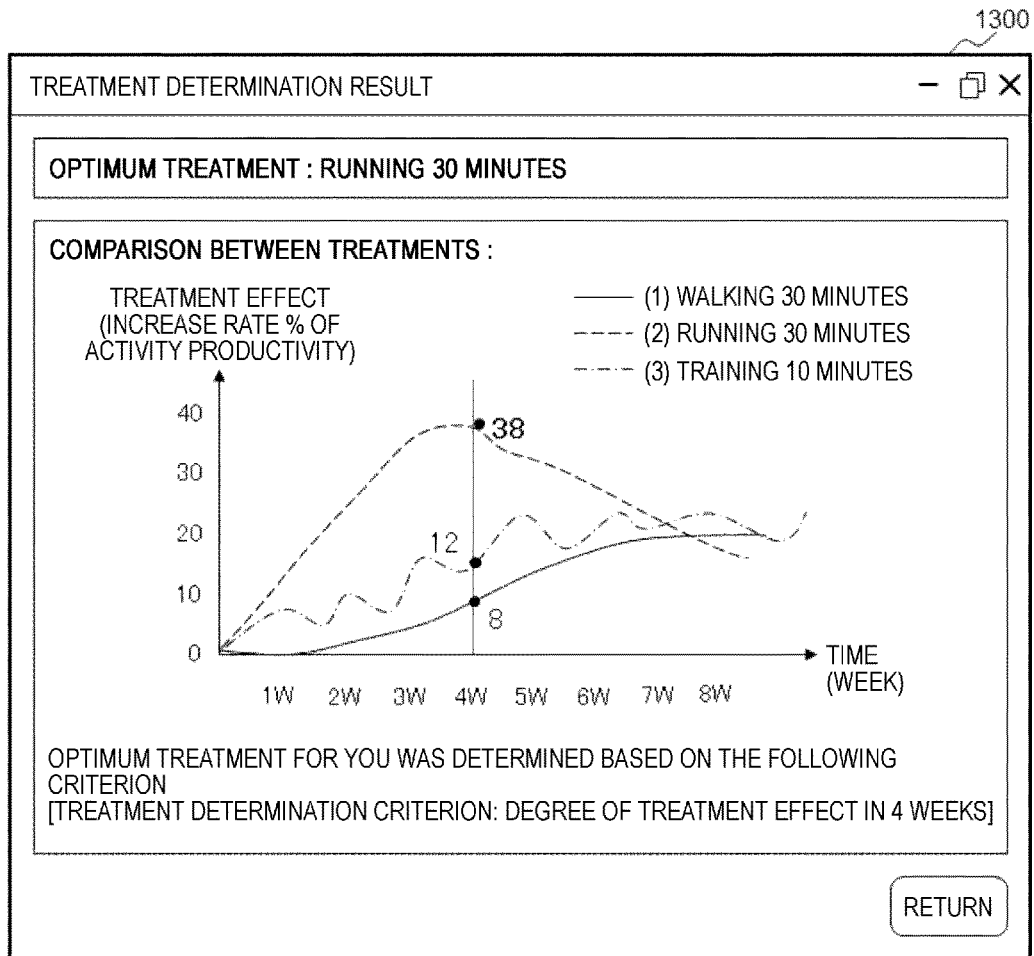 1300
TREATMENT DETERMINATION RESULT
OPTIMUM TREATMENT : RUNNING 30 MINUTES
COMPARISON BETWEEN TREATMENTS :
TREATMENT EFFECT
(INCREASE RATE % OF
ACTIVITY PRODUCTIVITY)
(1) WALKING 30 MINUTES
(2) RUNNING 30 MINUTES
(3) TRAINING 10 MINUTES
40
30
20
10
0
38
12
8
1W 2W 3W 4W 5W 6W 7W 8W
TIME
(WEEK)
OPTIMUM TREATMENT FOR YOU WAS DETERMINED BASED ON THE FOLLOWING
CRITERION
[TREATMENT DETERMINATION CRITERION: DEGREE OF TREATMENT EFFECT IN 4 WEEKS]
RETURN